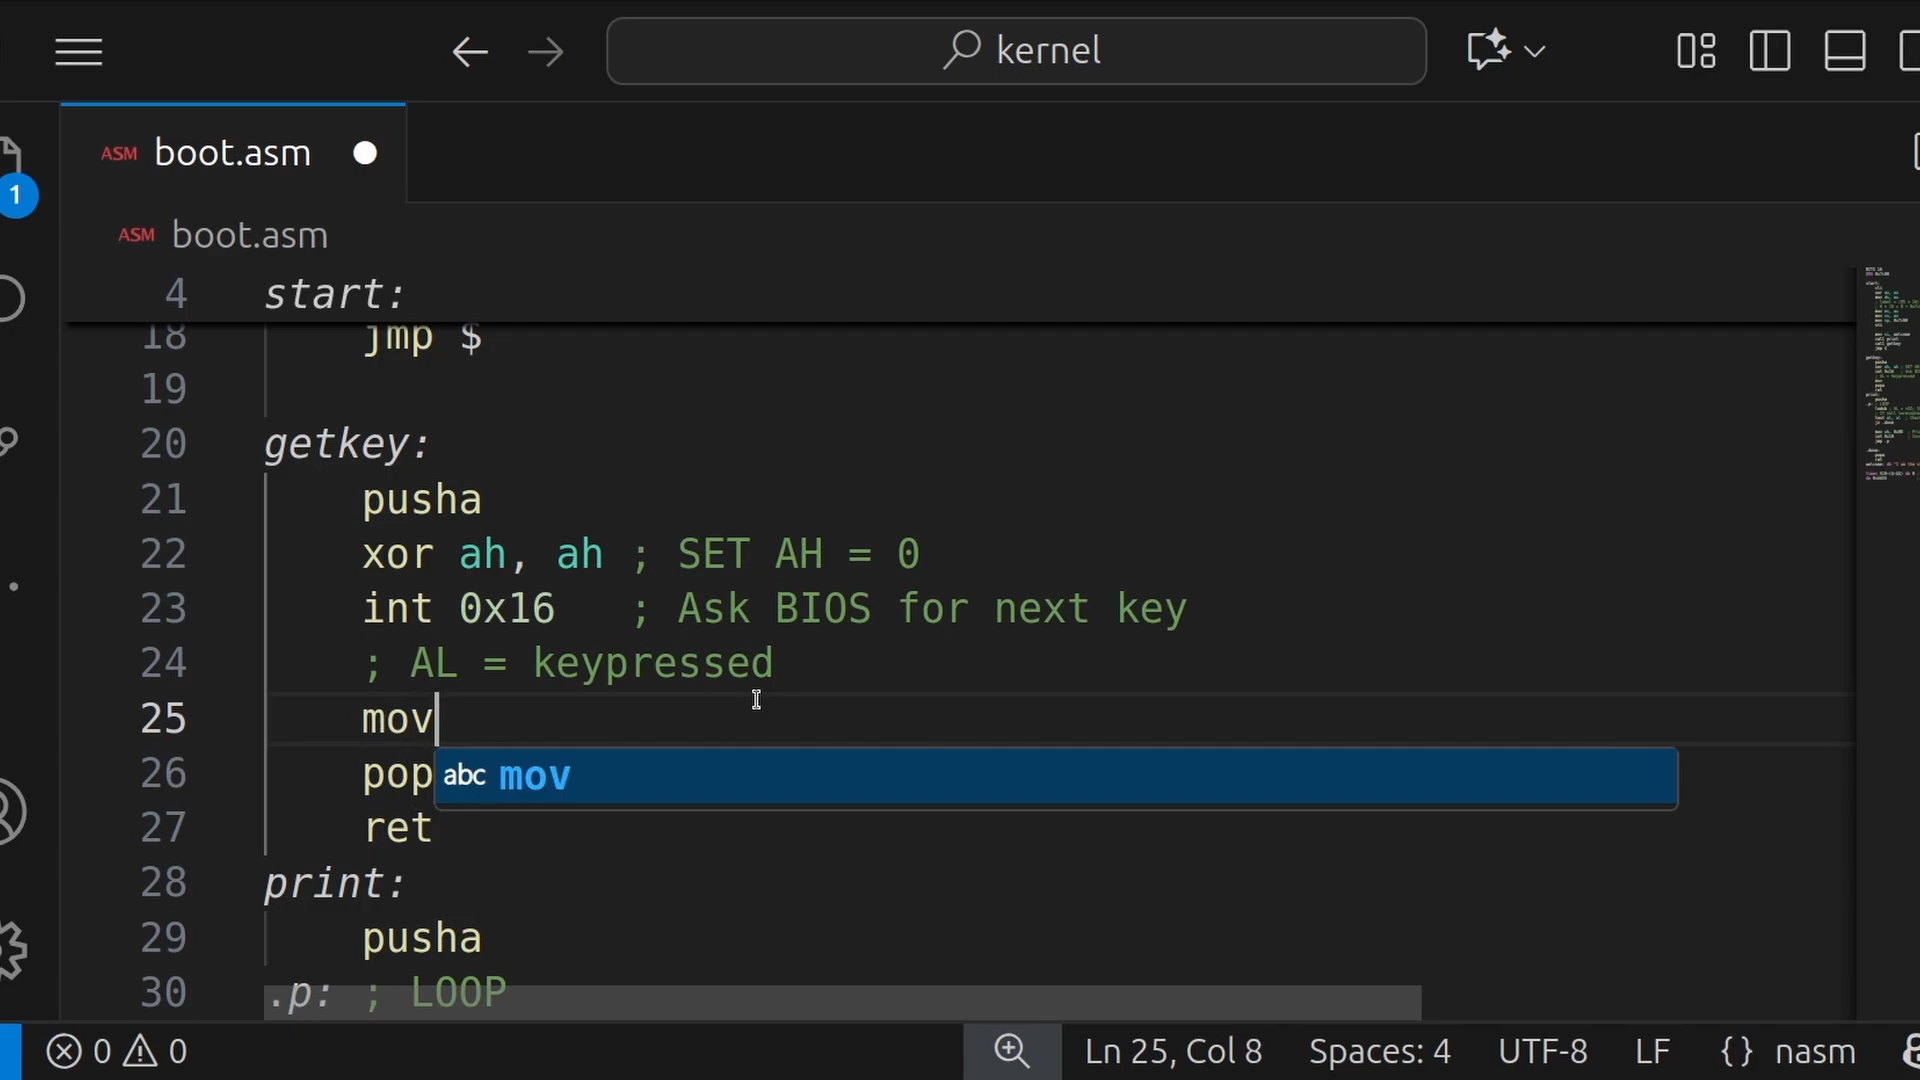 kernel
ASM boot.asm
1
ASM boot.asm
4 start:
18 jmp $
19
20 getkey:
21 pusha
22 xor ah, ah ; SET AH = 0
23 int 0x16 ; Ask BIOS for next key
24 ; AL = keypressed
25 mov
abc mov
26 pop
27 ret
28 print:
29 pusha
30 .p: ; LOOP
0 0 Ln 25, Col 8 Spaces: 4 UTF-8 LF {} nasm